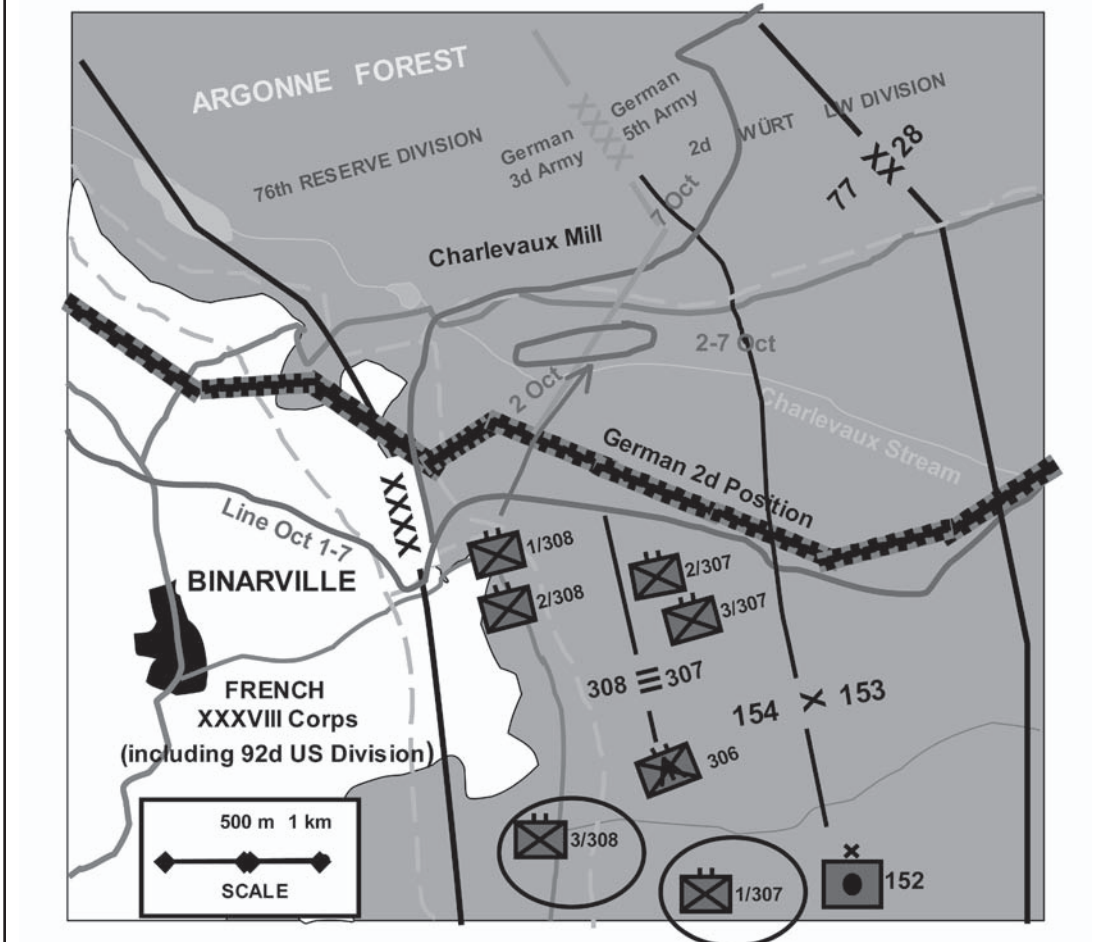 ARGONNE FOREST
76th RESERVE DIVISION
German
3d Army
XXXX
German
5th Army
2d WÜRT LW DIVISION
XX
77 28
7 Oct
Charlevaux Mill
2-7 Oct
2 Oct
Charlevaux Stream
German 2d Position
XXXX
Line Oct 1-7
BINARVILLE
1/308
2/308
2/307
3/307
308 307
154 X 153
306
FRENCH
XXXVIII Corps
(including 92d US Division)
500 m 1 km
SCALE
3/308
1/307
152